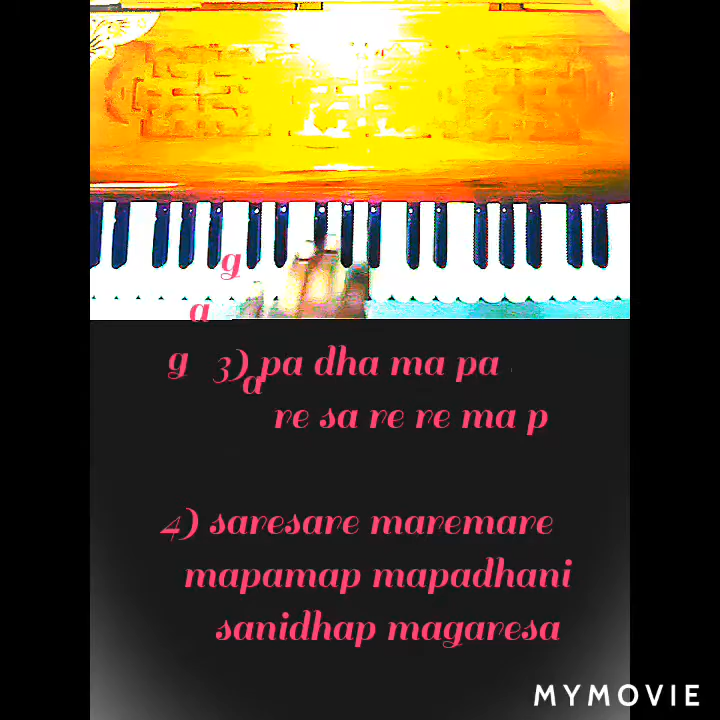 g
a
g 3) pa dha ma pa
a
re sa re re ma p
4) saresare maremare
mapamap mapadhani
sanidhap magaresa
MYMOVIE